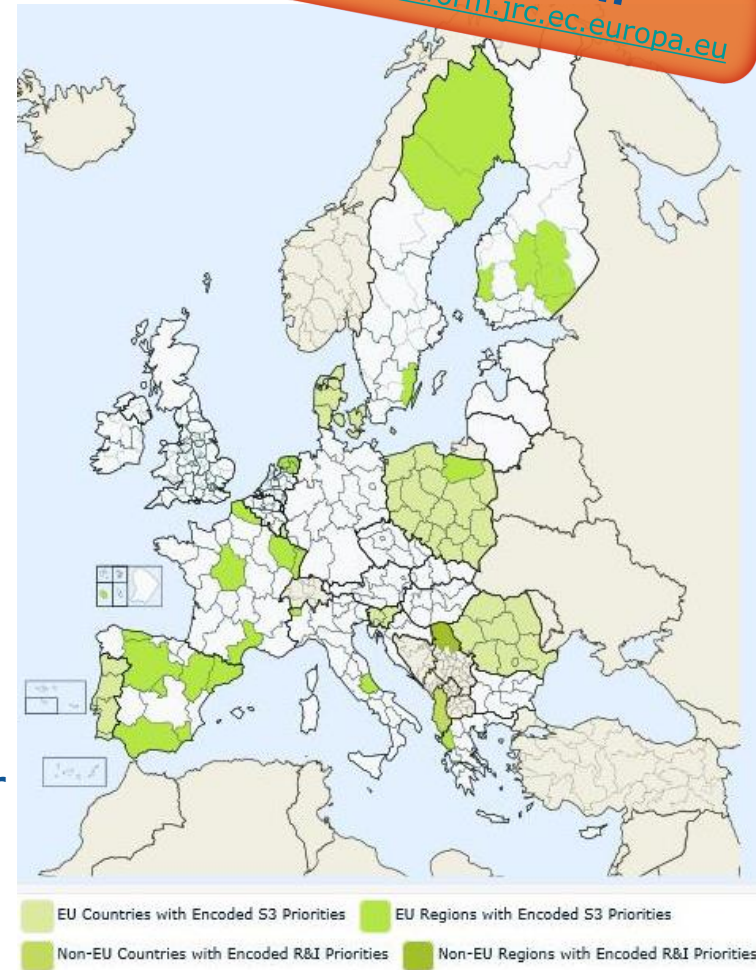 form.jrc.ec.europa.eu
EU Countries with Encoded S3 Priorities
EU Regions with Encoded S3 Priorities
Non-EU Countries with Encoded R&I Priorities
Non-EU Regions with Encoded R&I Priorities